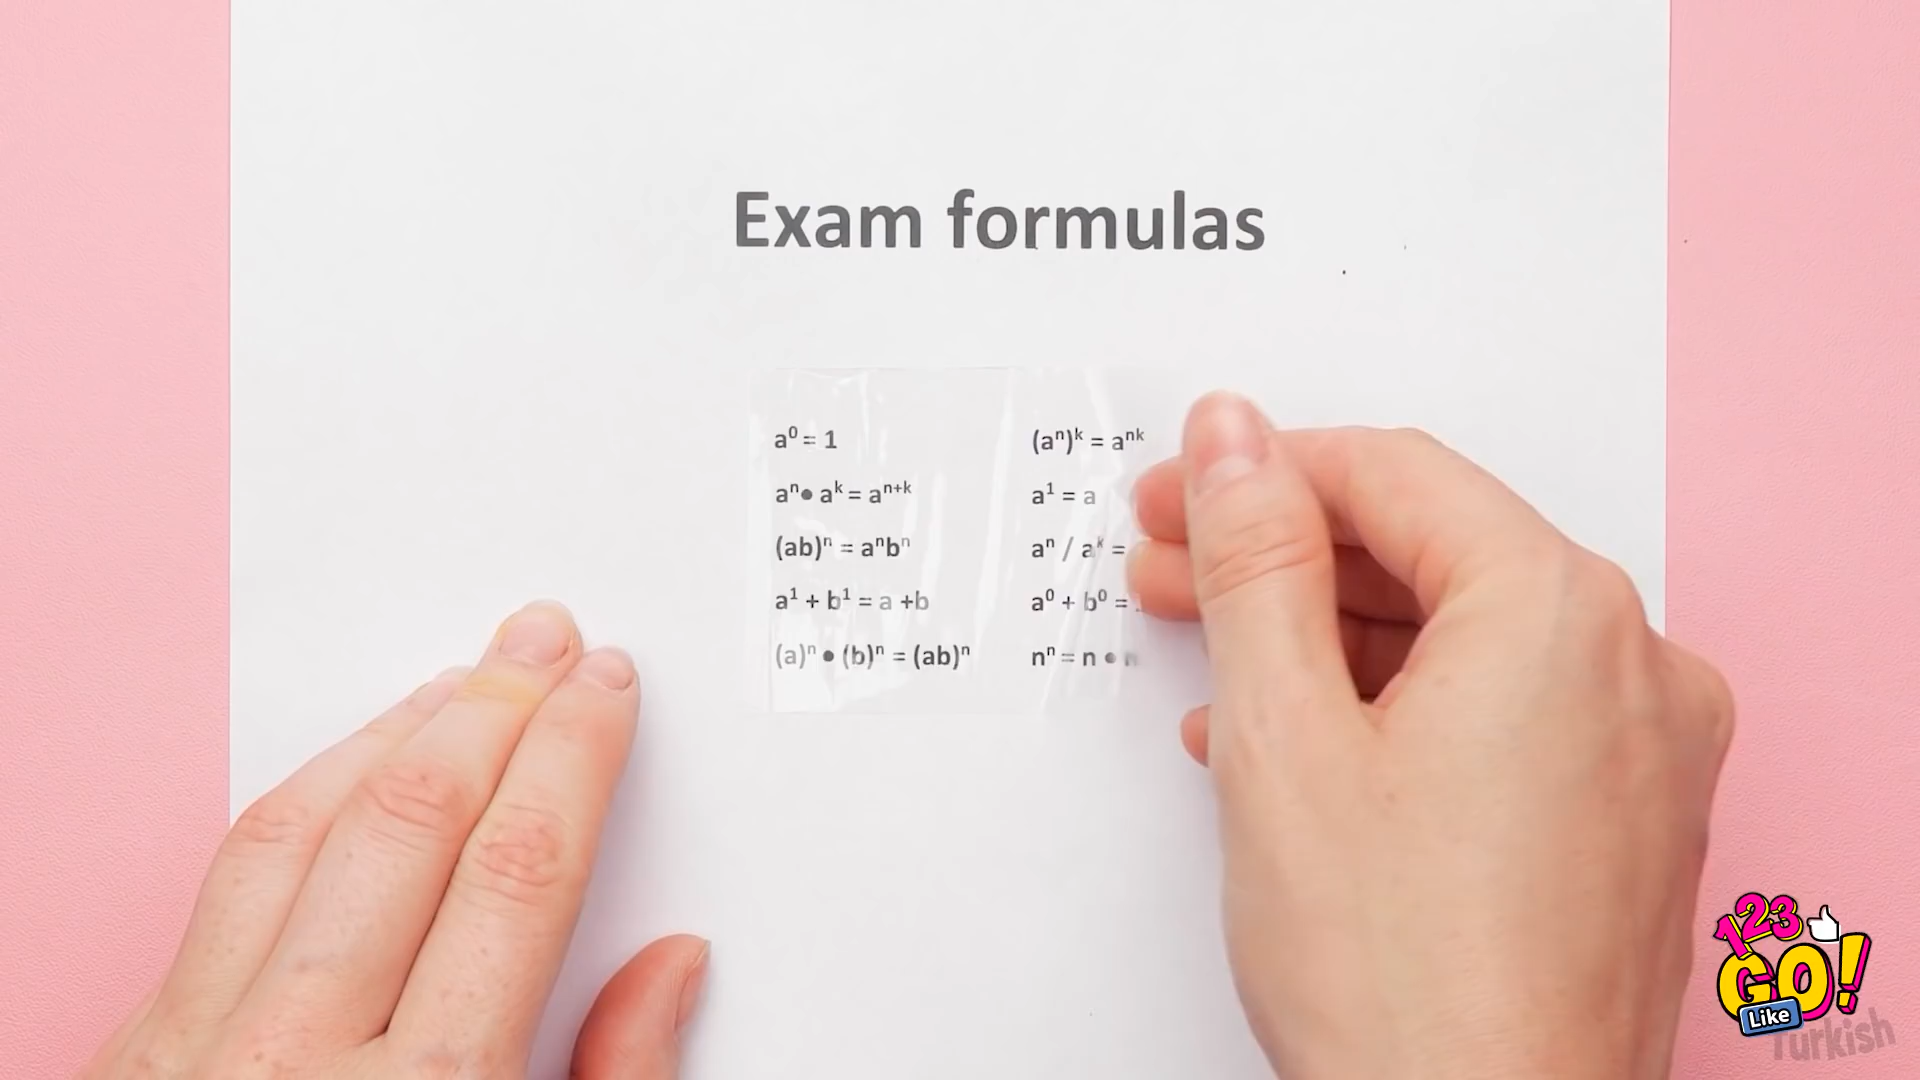 Exam formulas
a⁰ = 1
aⁿ• aᵏ = aⁿ⁺ᵏ
(ab)ⁿ = aⁿbⁿ
a¹ + b¹ = a +b
(a)ⁿ • (b)ⁿ = (ab)ⁿ
(aⁿ)ᵏ = aⁿᵏ
a¹ = a
aⁿ / aᵏ =
a⁰ + b⁰ =
nⁿ = n •
123
GO!
Like
Turkish